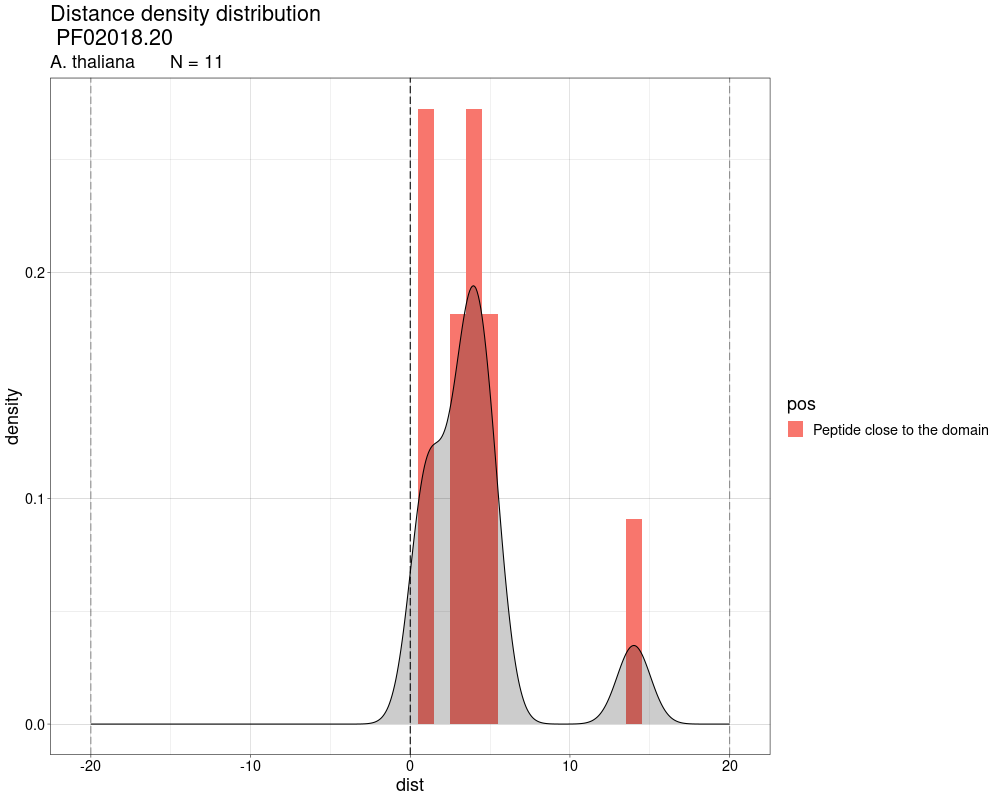 Distance density distribution
PF02018.20
A. thaliana N = 11
density
0.2
0.1
0.0
-20 -10 0 10 20
dist
pos
Peptide close to the domain